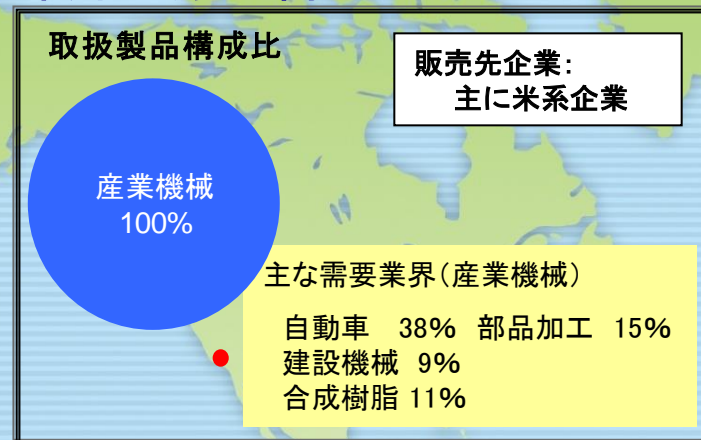 取扱製品構成比
販売先企業：
主に米系企業
産業機械
100%
主な需要業界（産業機械）
自動車 38% 部品加工 15%
建設機械 9%
合成樹脂 11%